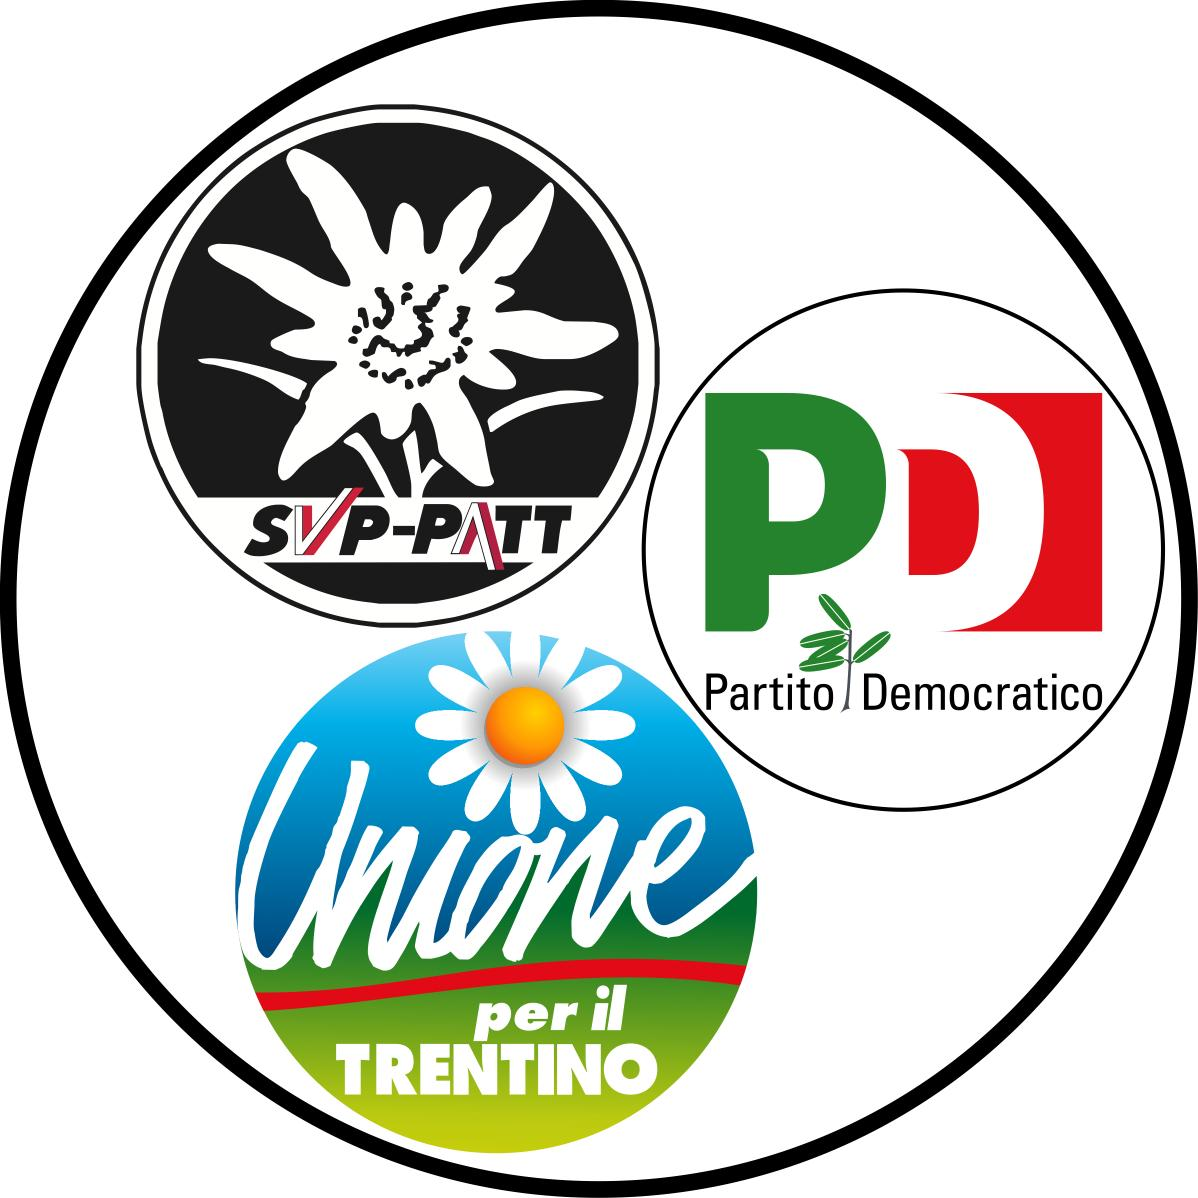 SVP-PATT
PD
Partito Democratico
Unione
per il
TRENTINO